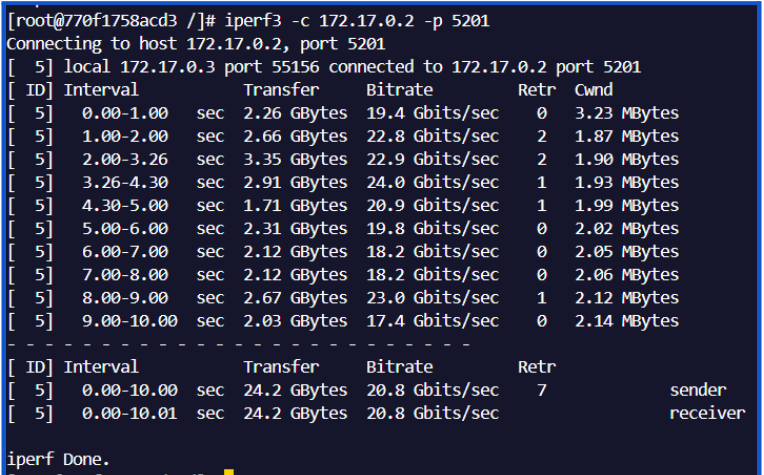 [root@770f1758acd3 /]# iperf3 -c 172.17.0.2 -p 5201
Connecting to host 172.17.0.2, port 5201
[  5] local 172.17.0.3 port 55156 connected to 172.17.0.2 port 5201
[ ID] Interval           Transfer     Bitrate         Retr  Cwnd
[  5]   0.00-1.00   sec  2.26 GBytes  19.4 Gbits/sec    0   3.23 MBytes
[  5]   1.00-2.00   sec  2.66 GBytes  22.8 Gbits/sec    2   1.87 MBytes
[  5]   2.00-3.26   sec  3.35 GBytes  22.9 Gbits/sec    2   1.90 MBytes
[  5]   3.26-4.30   sec  2.91 GBytes  24.0 Gbits/sec    1   1.93 MBytes
[  5]   4.30-5.00   sec  1.71 GBytes  20.9 Gbits/sec    1   1.99 MBytes
[  5]   5.00-6.00   sec  2.31 GBytes  19.8 Gbits/sec    0   2.02 MBytes
[  5]   6.00-7.00   sec  2.12 GBytes  18.2 Gbits/sec    0   2.05 MBytes
[  5]   7.00-8.00   sec  2.12 GBytes  18.2 Gbits/sec    0   2.06 MBytes
[  5]   8.00-9.00   sec  2.67 GBytes  23.0 Gbits/sec    1   2.12 MBytes
[  5]   9.00-10.00  sec  2.03 GBytes  17.4 Gbits/sec    0   2.14 MBytes
- - - - - - - - - - - - - - - - - - - - - - - - -
[ ID] Interval           Transfer     Bitrate         Retr
[  5]   0.00-10.00  sec  24.2 GBytes  20.8 Gbits/sec    7             sender
[  5]   0.00-10.01  sec  24.2 GBytes  20.8 Gbits/sec                  receiver
iperf Done.